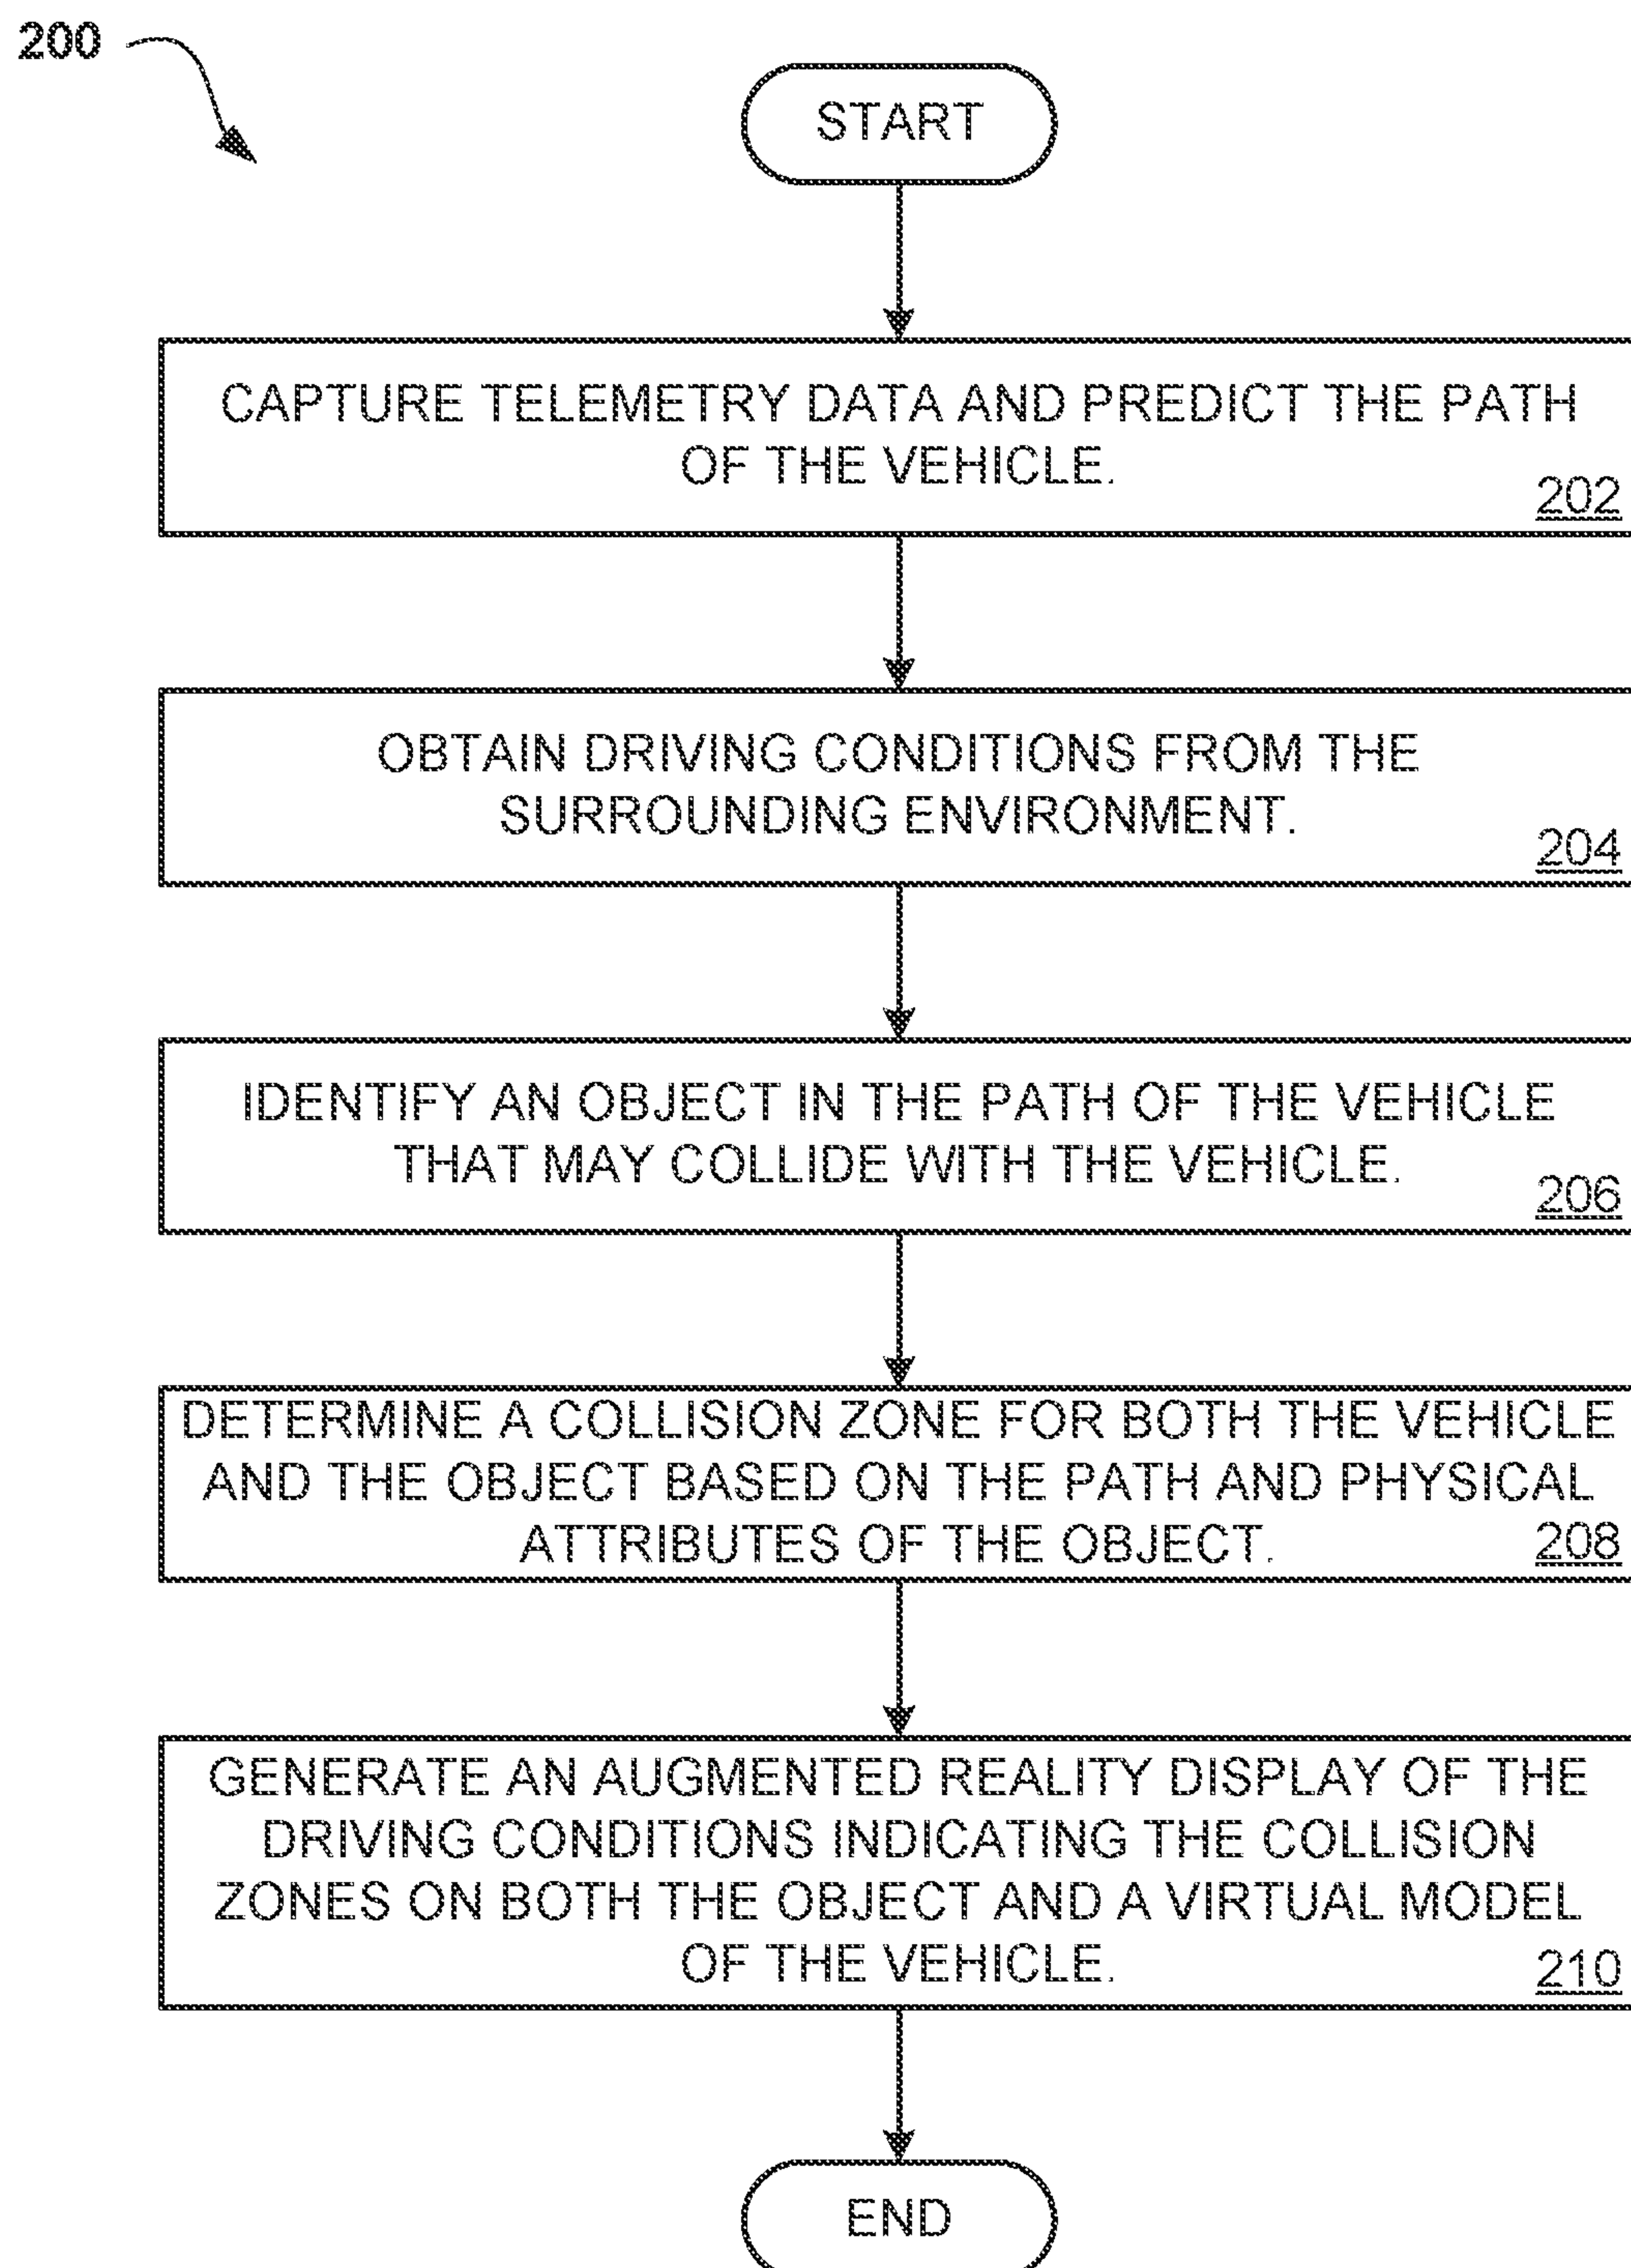 200
START
CAPTURE TELEMETRY DATA AND PREDICT THE PATH
OF THE VEHICLE.
202
OBTAIN DRIVING CONDITIONS FROM THE
SURROUNDING ENVIRONMENT.
204
IDENTIFY AN OBJECT IN THE PATH OF THE VEHICLE
THAT MAY COLLIDE WITH THE VEHICLE.
206
DETERMINE A COLLISION ZONE FOR BOTH THE VEHICLE
AND THE OBJECT BASED ON THE PATH AND PHYSICAL
ATTRIBUTES OF THE OBJECT.
208
GENERATE AN AUGMENTED REALITY DISPLAY OF THE
DRIVING CONDITIONS INDICATING THE COLLISION
ZONES ON BOTH THE OBJECT AND A VIRTUAL MODEL
OF THE VEHICLE.
210
END